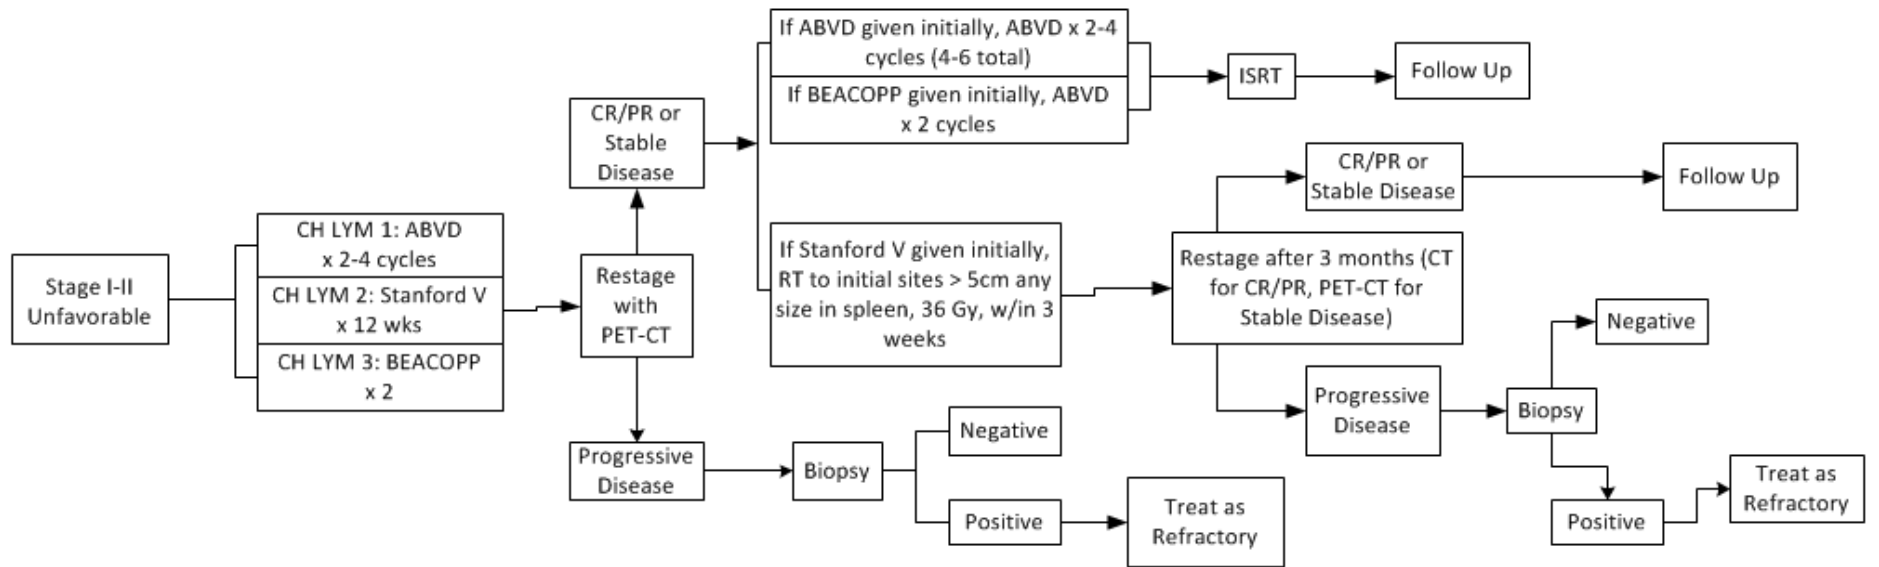 Stage I-II
Unfavorable
CH LYM 1: ABVD
x 2-4 cycles
CH LYM 2: Stanford V
x 12 wks
CH LYM 3: BEACOPP
x 2
Restage
with
PET-CT
CR/PR or
Stable
Disease
If ABVD given initially, ABVD x 2-4
cycles (4-6 total)
If BEACOPP given initially, ABVD
x 2 cycles
ISRT
Follow Up
If Stanford V given initially,
RT to initial sites > 5cm any
size in spleen, 36 Gy, w/in 3
weeks
Restage after 3 months (CT
for CR/PR, PET-CT for
Stable Disease)
CR/PR or
Stable Disease
Follow Up
Progressive
Disease
Biopsy
Negative
Positive
Treat as
Refractory
Progressive
Disease
Biopsy
Negative
Positive
Treat as
Refractory